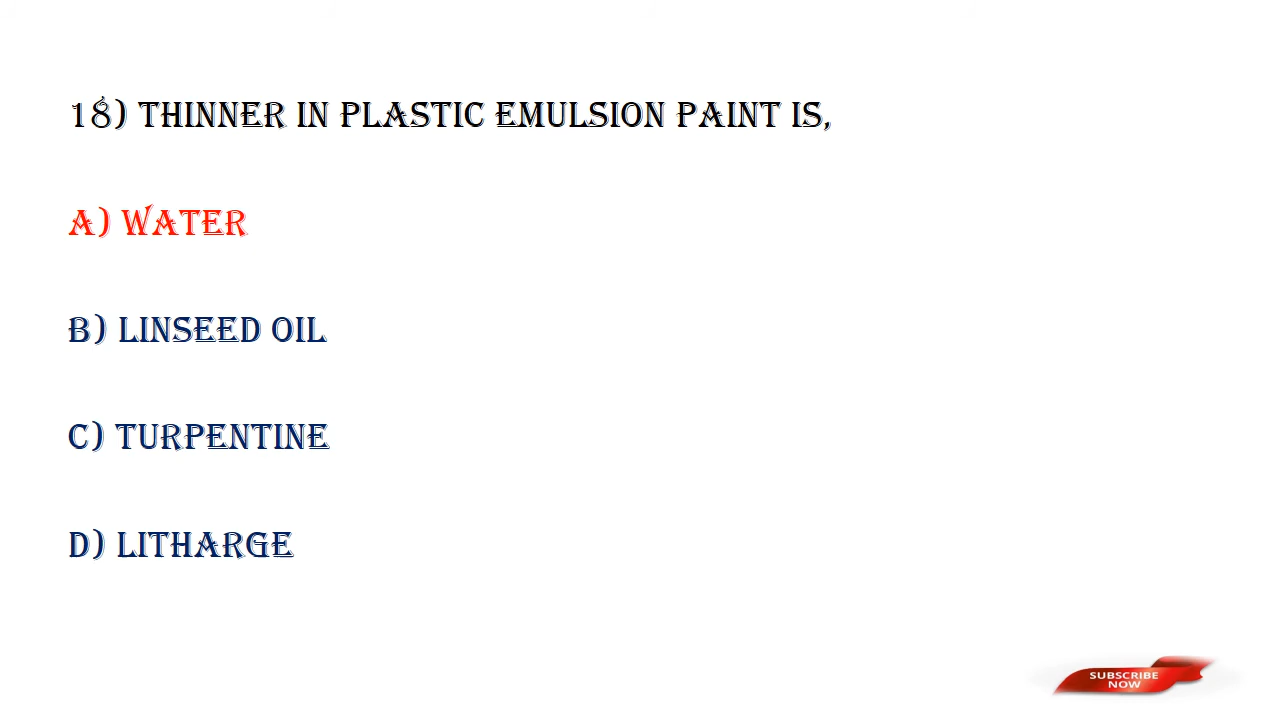 18) THINNER IN PLASTIC EMULSION PAINT IS,
A) WATER
B) LINSEED OIL
C) TURPENTINE
D) LITHARGE
SUBSCRIBE
NOW